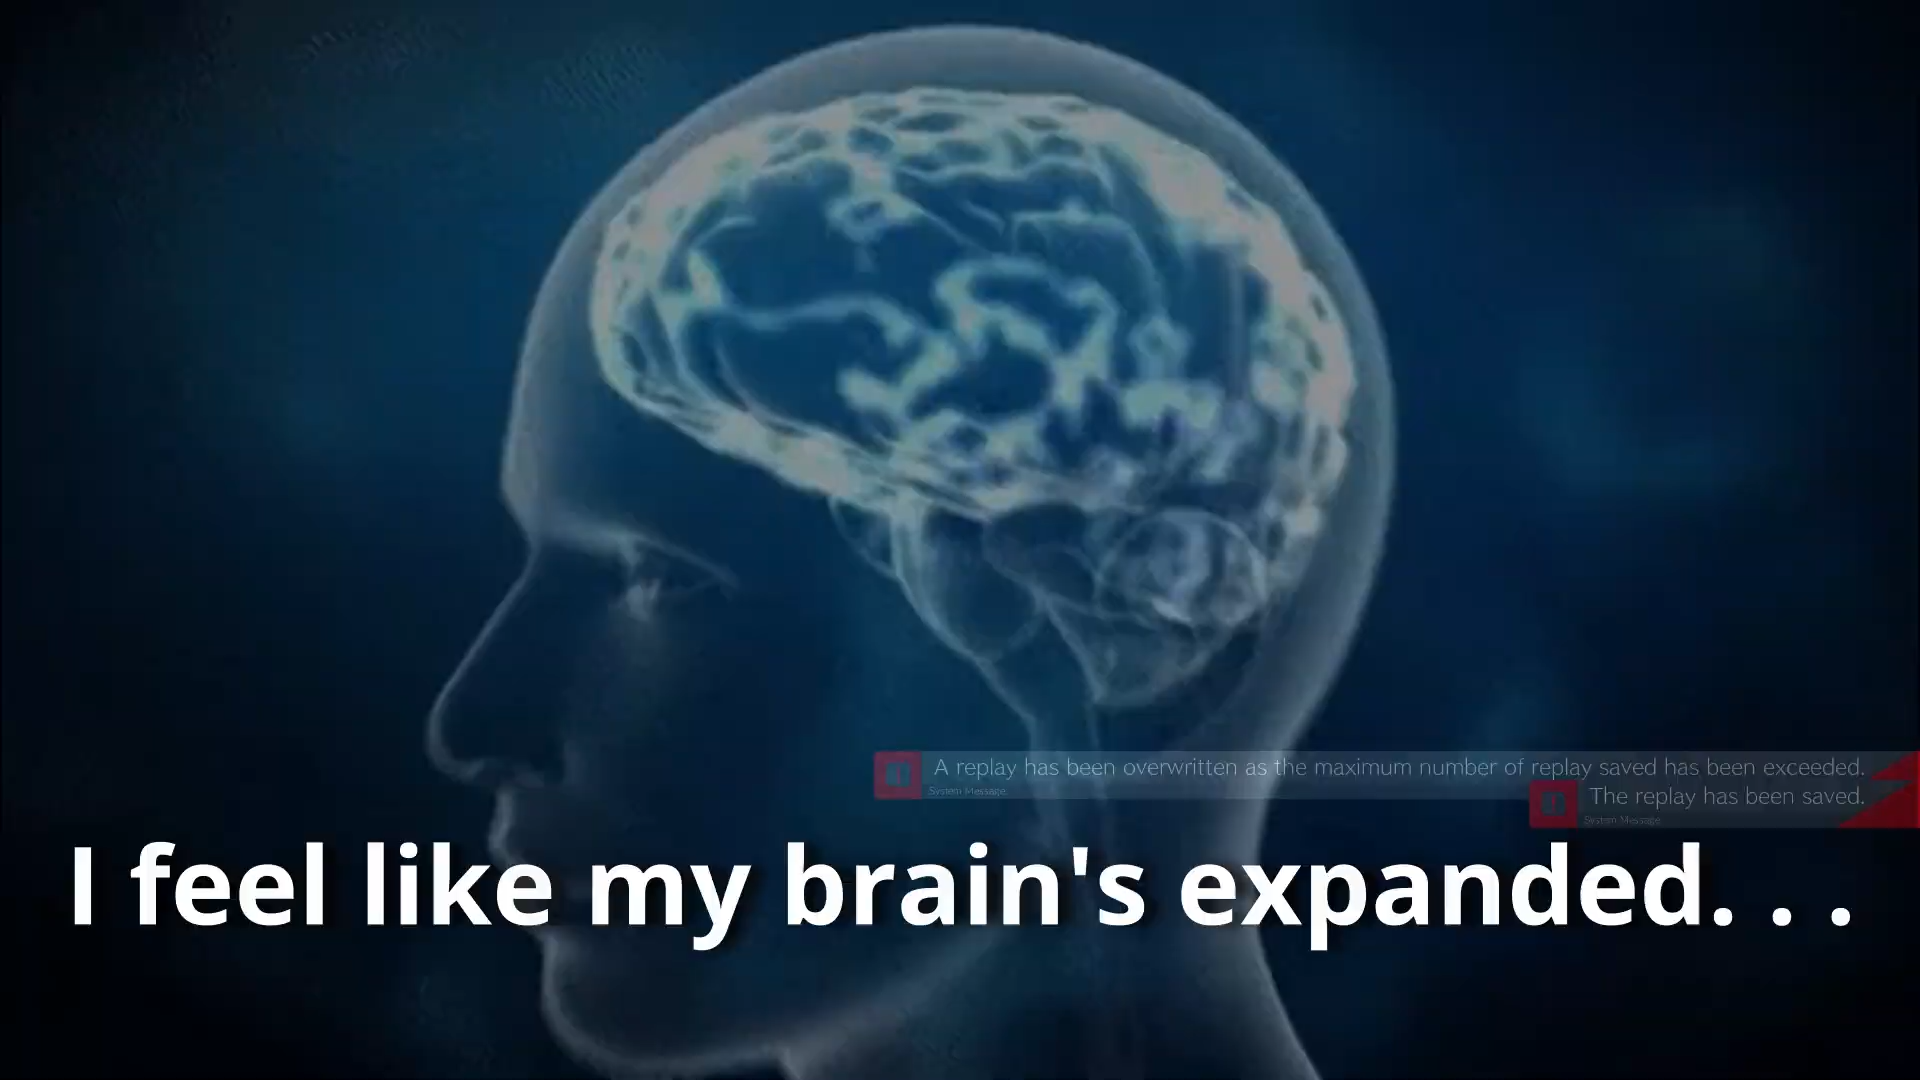 A replay has been overwritten as the maximum number of replay saved has been exceeded.
System Message
The replay has been saved.
System Message
I feel like my brain's expanded. . .